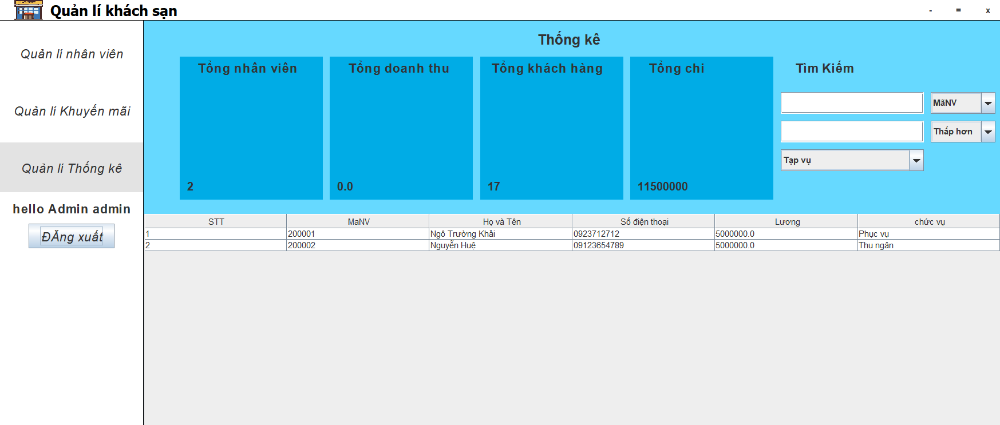 Quản lí khách sạn
- = x
Quản lí nhân viên
Quản lí Khuyến mãi
Quản lí Thống kê
hello Admin admin
ĐĂng xuất
Thống kê
Tổng nhân viên
2
Tổng doanh thu
0.0
Tổng khách hàng
17
Tổng chi
11500000
Tìm Kiếm
MãNV
Thấp hơn
Tạp vụ
STT MaNV Họ và Tên Số điện thoại Lương chức vụ
1 200001 Ngô Trường Khải 0923712712 5000000.0 Phục vụ
2 200002 Nguyễn Huệ 09123654789 5000000.0 Thu ngân